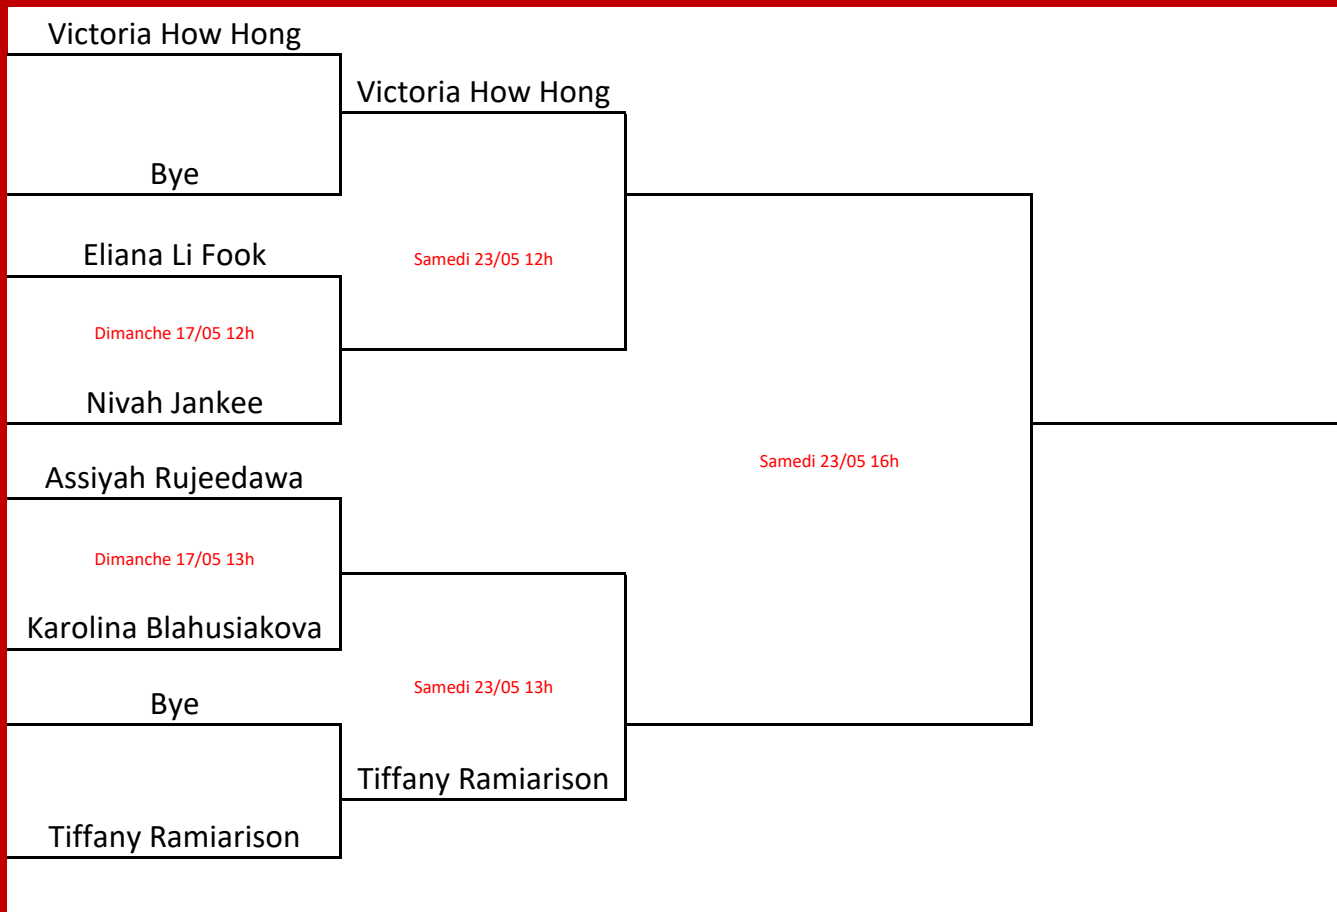 Victoria How Hong
Victoria How Hong
Bye
Eliana Li Fook
Samedi 23/05 12h
Dimanche 17/05 12h
Nivah Jankee
Samedi 23/05 16h
Assiyah Rujeedawa
Dimanche 17/05 13h
Karolina Blahusiakova
Samedi 23/05 13h
Bye
Tiffany Ramiarison
Tiffany Ramiarison